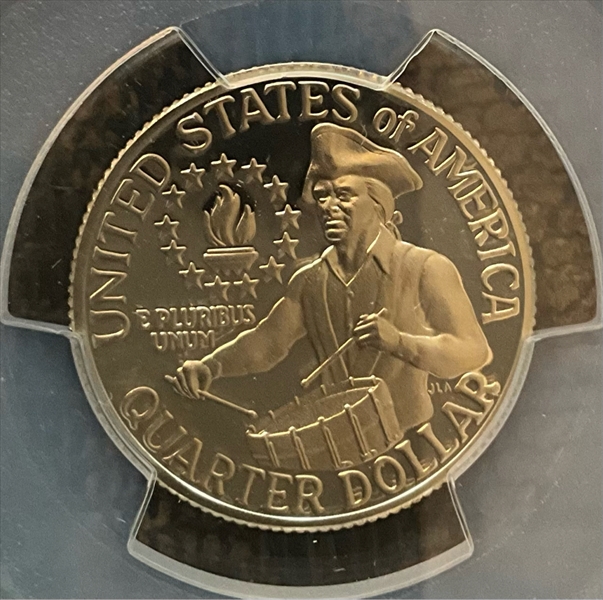 UNITED STATES of AMERICA
E PLURIBUS
UNUM
JLA
QUARTER DOLLAR